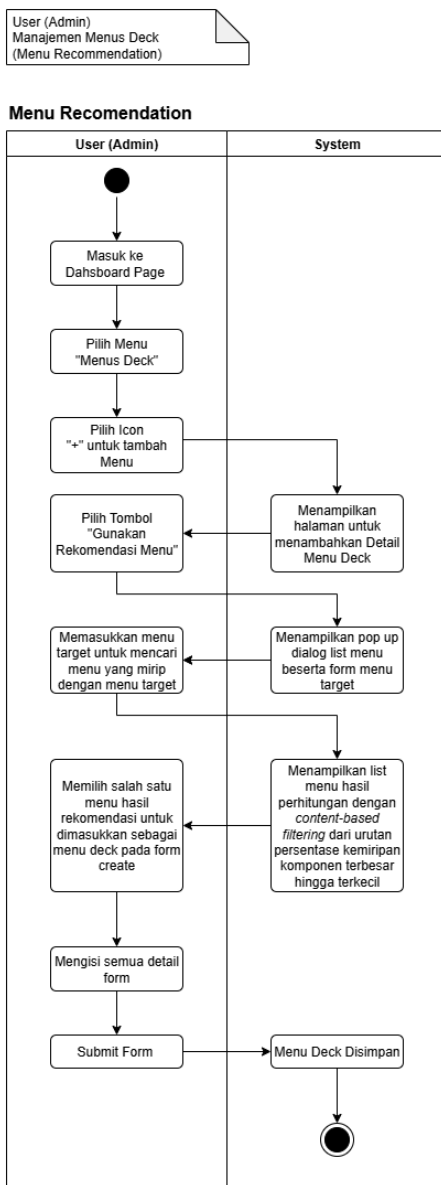 User (Admin)
Manajemen Menus Deck
(Menu Recommendation)
Menu Recomendation
User (Admin)
System
Masuk ke
Dahsboard Page
Pilih Menu
"Menus Deck"
Pilih Icon
"+" untuk tambah
Menu
Menampilkan
halaman untuk
menambahkan Detail
Menu Deck
Pilih Tombol
"Gunakan
Rekomendasi Menu"
Menampilkan pop up
dialog list menu
beserta form menu
target
Memasukkan menu
target untuk mencari
menu yang mirip
dengan menu target
Menampilkan list
menu hasil
perhitungan dengan
content-based
filtering dari urutan
persentase kemiripan
komponen terbesar
hingga terkecil
Memilih salah satu
menu hasil
rekomendasi untuk
dimasukkan sebagai
menu deck pada form
create
Mengisi semua detail
form
Submit Form
Menu Deck Disimpan